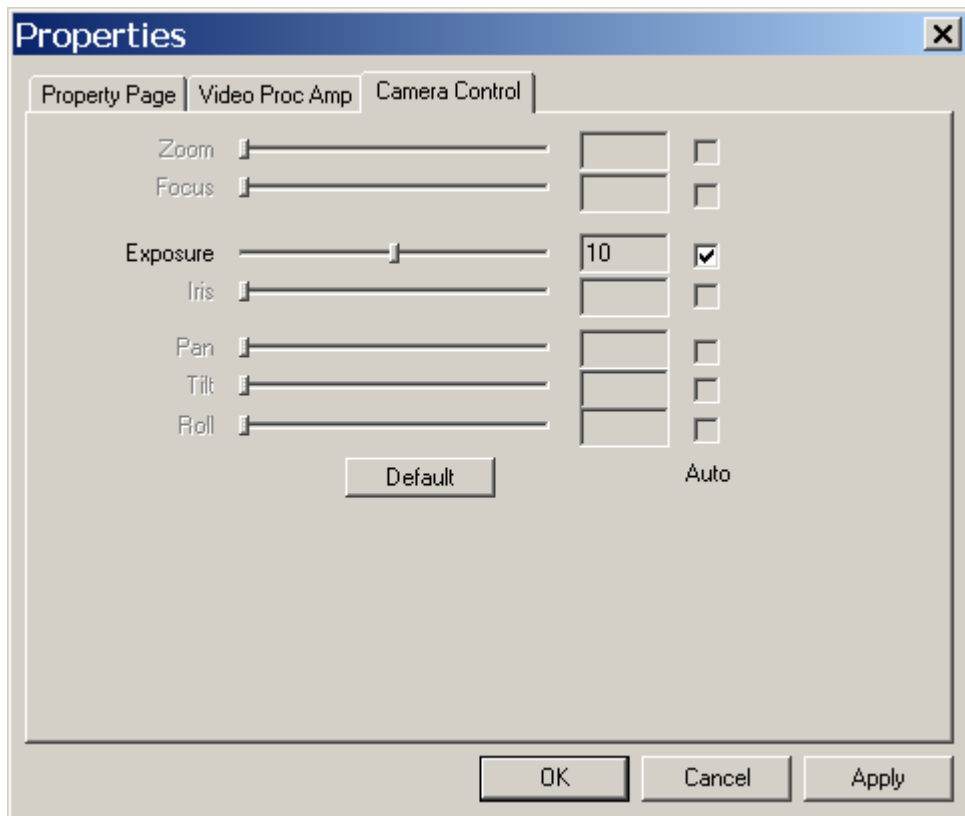 Properties
Property Page Video Proc Amp Camera Control
Zoom
Focus
Exposure 10
Iris
Pan
Tilt
Roll
Default Auto
OK Cancel Apply